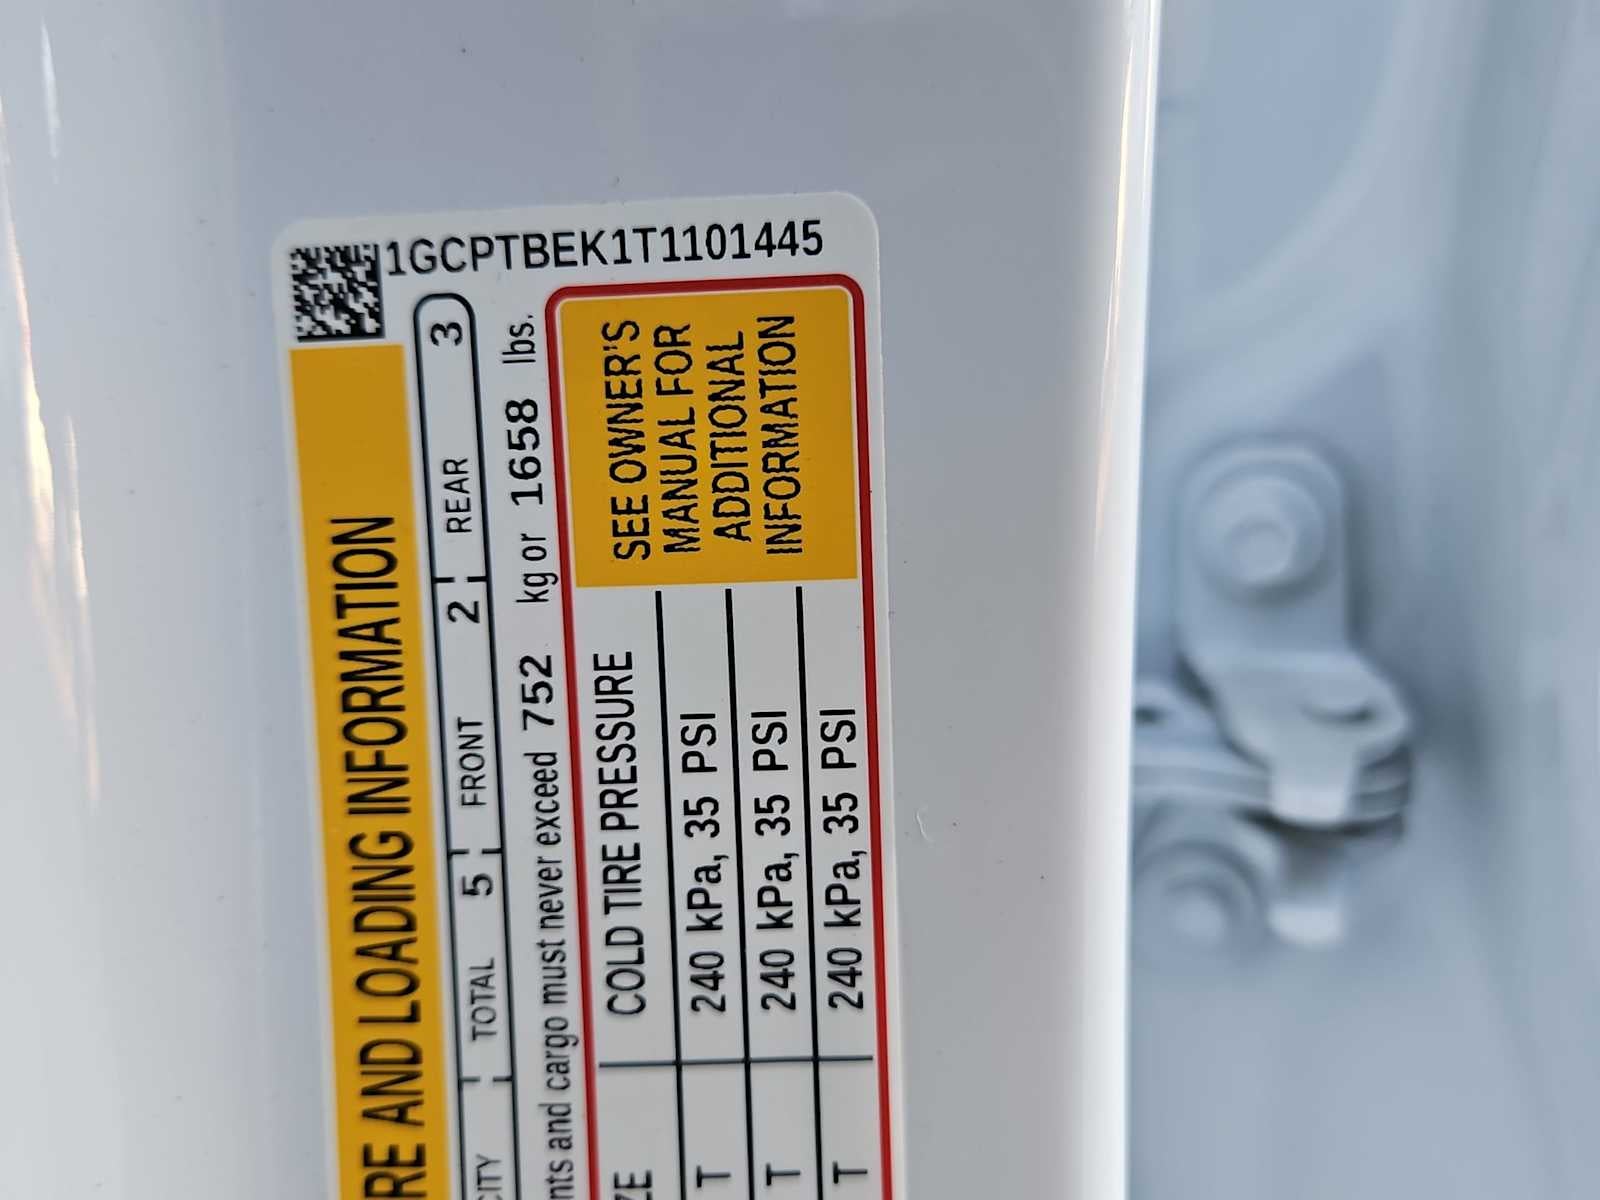 1GCPTBEK1T1101445
RE AND LOADING INFORMATION
CITY TOTAL 5 FRONT 2 REAR 3
nts and cargo must never exceed 752 kg or 1658 lbs.
ZE COLD TIRE PRESSURE
T 240 kPa, 35 PSI
T 240 kPa, 35 PSI
T 240 kPa, 35 PSI
SEE OWNER'S
MANUAL FOR
ADDITIONAL
INFORMATION